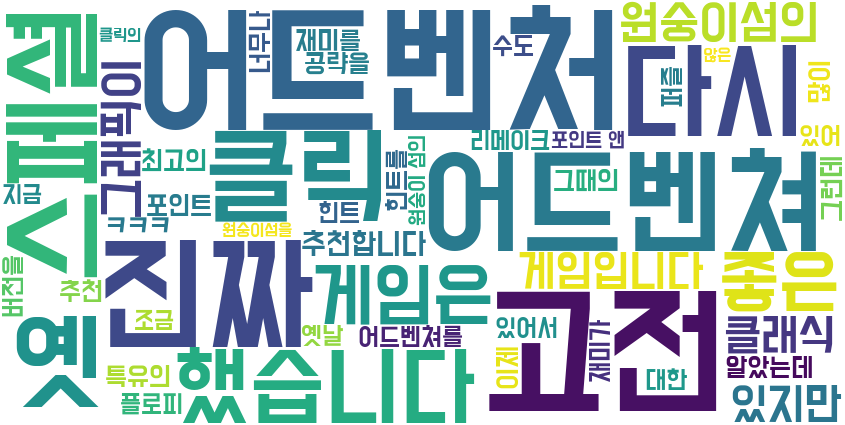 클릭의
너무나
재미를
공략을
원숭이섬의
어드벤처
다시
수도
않은
퍼즐
많이
스페셜
그래픽이
최고의
클릭
리메이크
포인트 앤
있어
지금
포인트
힌트
힌트를
원숭이 섬의
어드벤쳐
그때의
그런데
ㅋㅋㅋ
원숭이섬을
추천합니다
진짜
버전을
추천
게임은
게임입니다
좋은
조금
옛날
어드벤쳐를
고전
있어서
재미가
클래식
옛
특유의
플로피
했습니다
이제
대한
알았는데
있지만